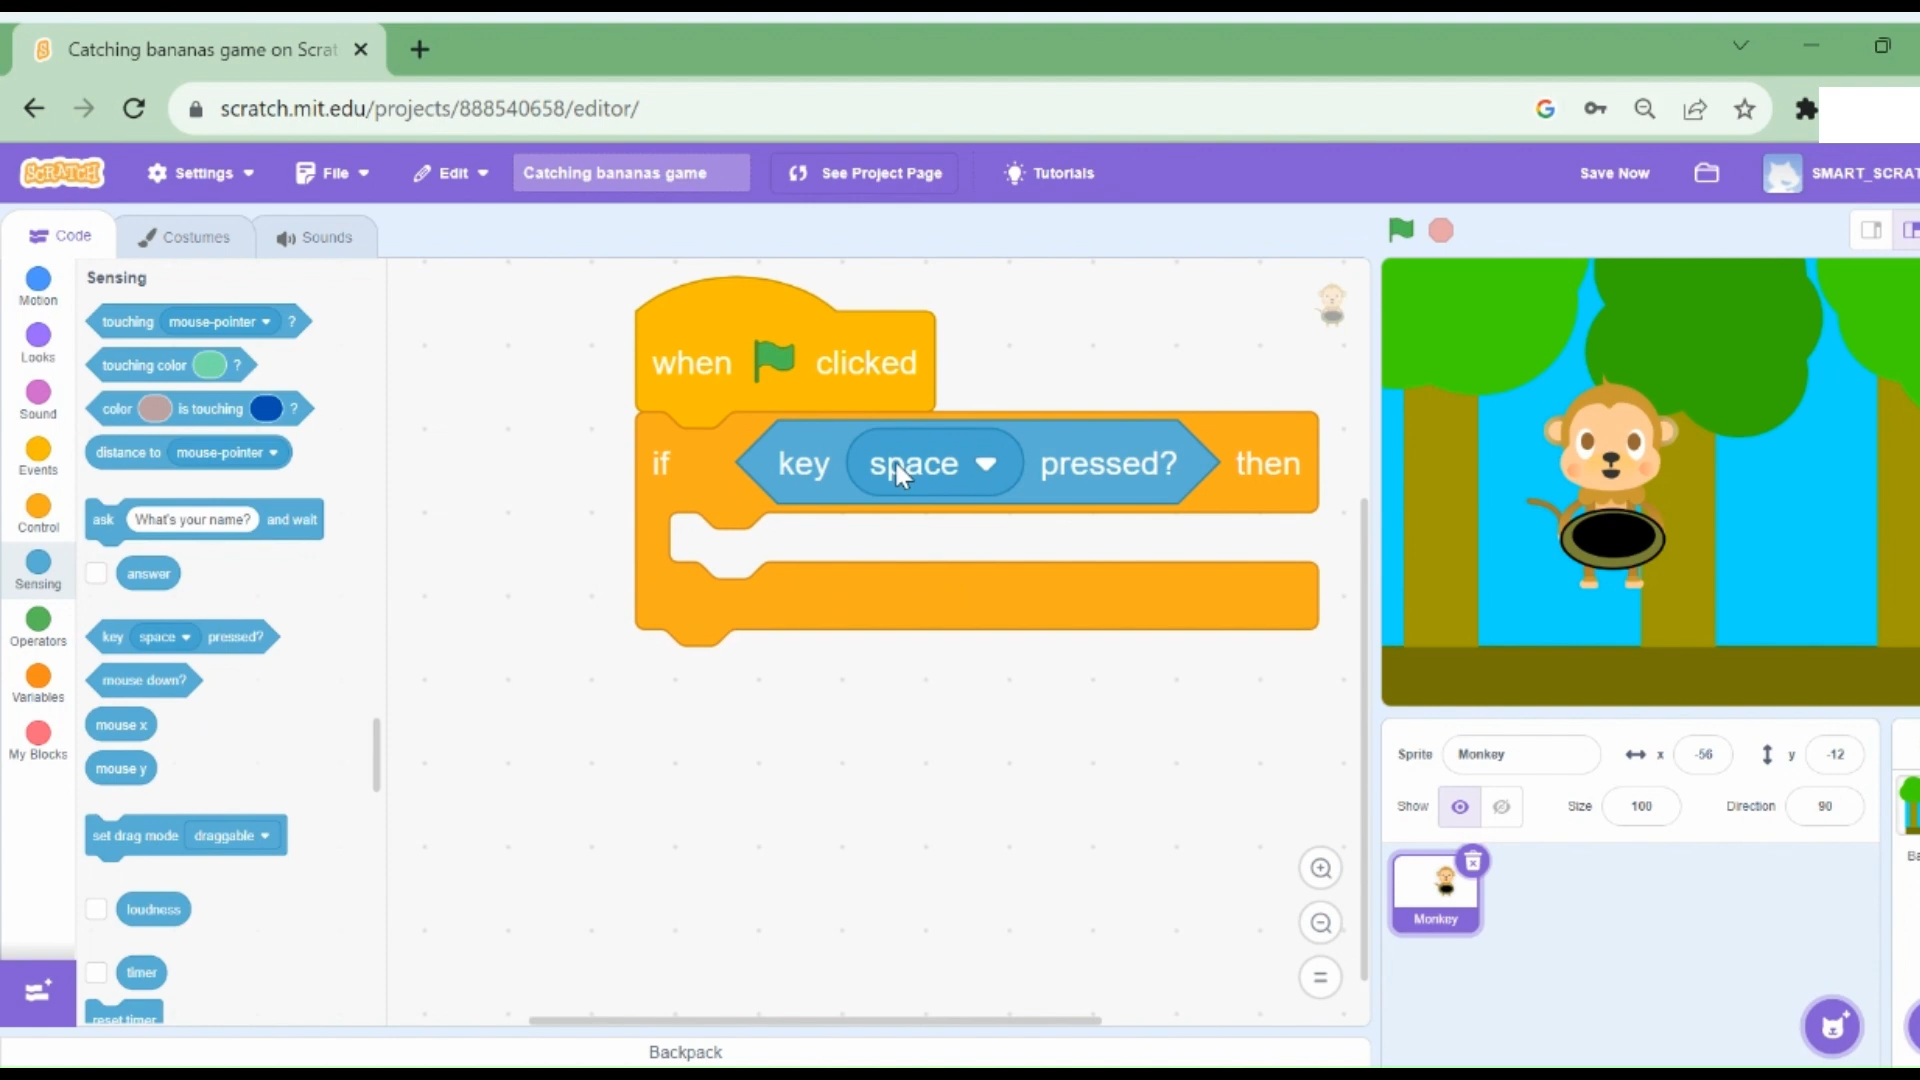 Catching bananas game on Scrat
scratch.mit.edu/projects/888540658/editor/
SCRATCH
Settings
File
Edit
Catching bananas game
See Project Page
Tutorials
Save Now
SMART_SCRAT
Code
Costumes
Sounds
Motion
Looks
Sound
Events
Control
Sensing
Operators
Variables
My Blocks
Sensing
touching mouse-pointer ?
touching color ?
color is touching ?
distance to mouse-pointer
ask What's your name? and wait
answer
key space pressed?
mouse down?
mouse x
mouse y
set drag mode draggable
loudness
timer
reset timer
when clicked
if key space pressed? then
Backpack
Sprite Monkey x -56 y -12
Show Size 100 Direction 90
Monkey
Ba